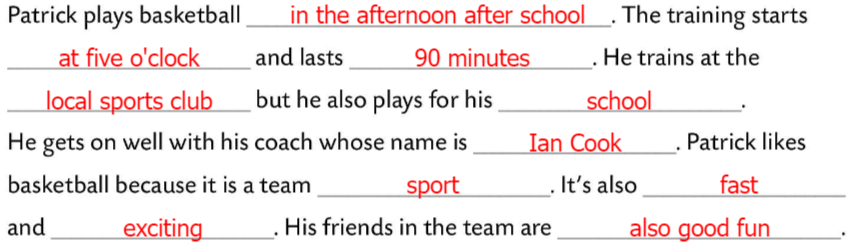 Patrick plays basketball in the afternoon after school. The training starts
at five o'clock and lasts 90 minutes. He trains at the
local sports club but he also plays for his school.
He gets on well with his coach whose name is Ian Cook. Patrick likes
basketball because it is a team sport. It's also fast
and exciting. His friends in the team are also good fun.